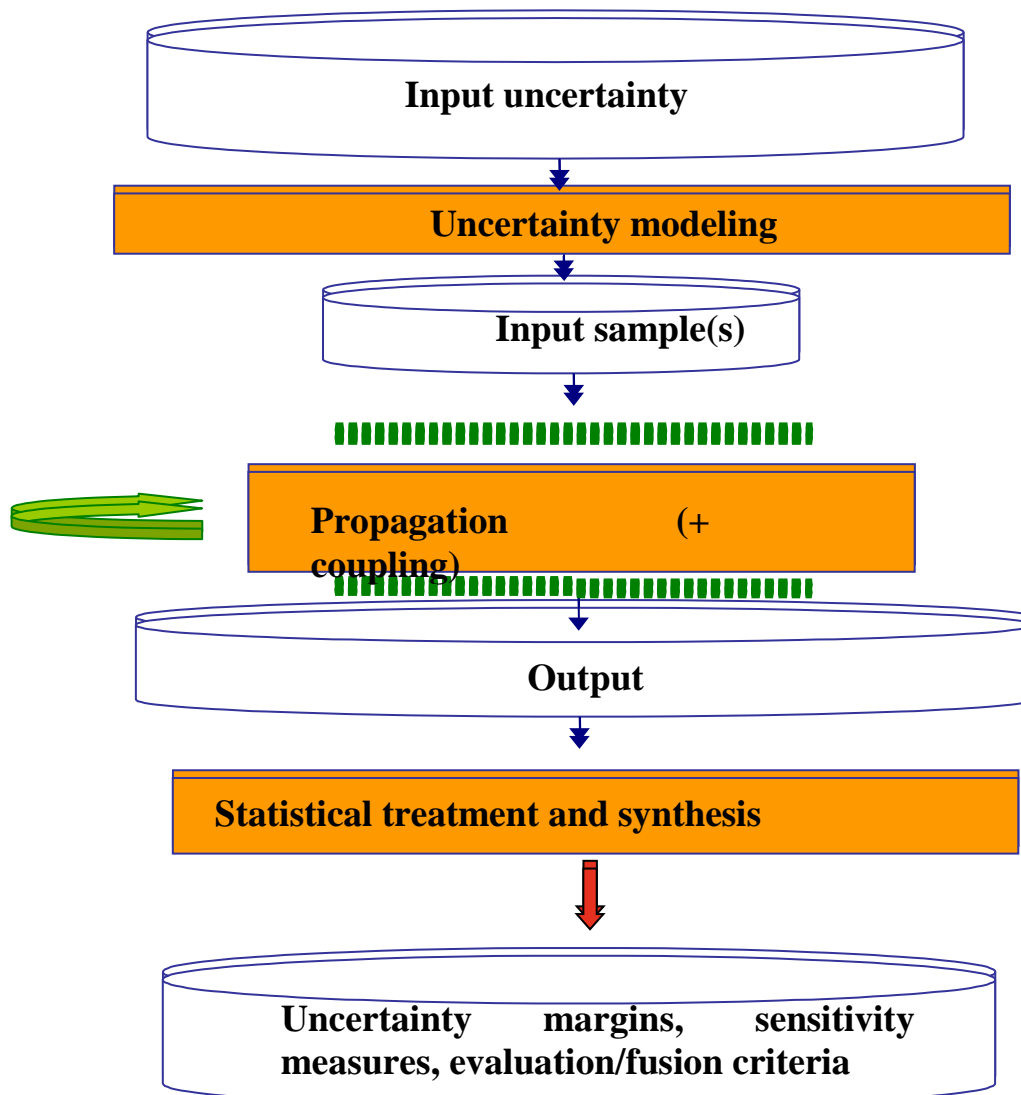 Input uncertainty
Uncertainty modeling
Input sample(s)
Propagation (+
coupling)
Output
Statistical treatment and synthesis
Uncertainty margins, sensitivity
measures, evaluation/fusion criteria